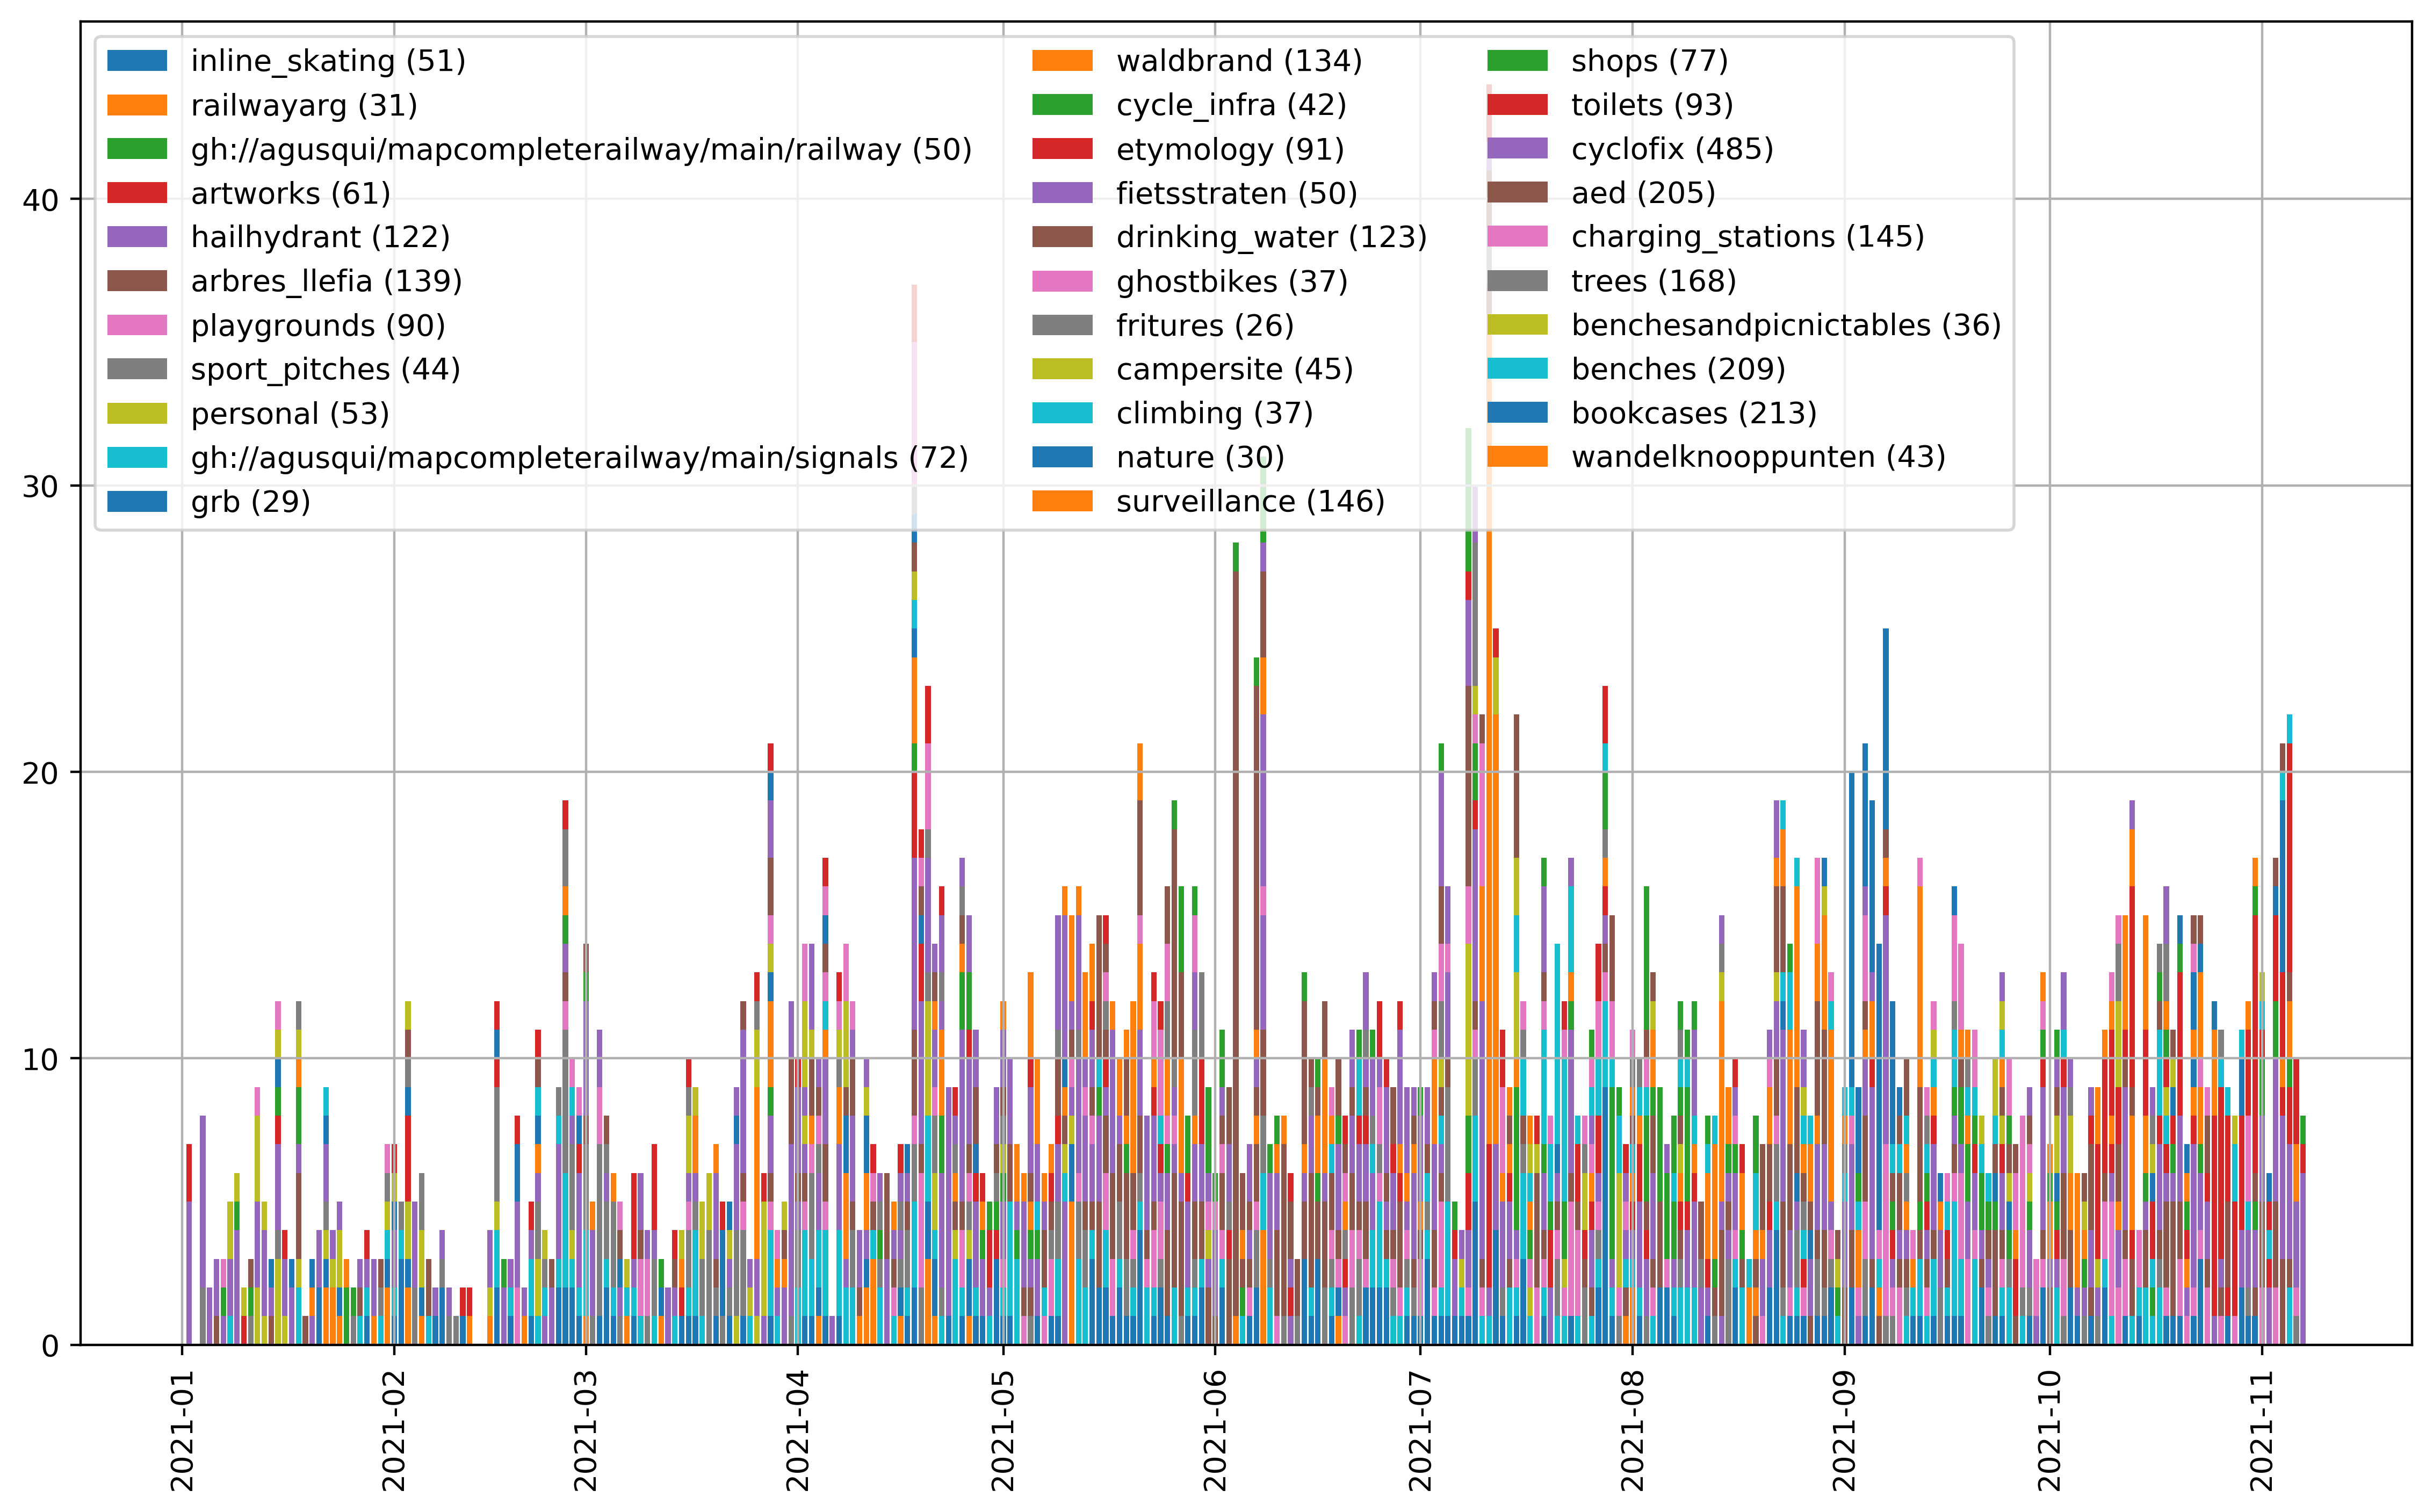 inline_skating (51)
railwayarg (31)
gh://agusqui/mapcompleterailway/main/railway (50)
artworks (61)
hailhydrant (122)
arbres_llefia (139)
playgrounds (90)
sport_pitches (44)
personal (53)
gh://agusqui/mapcompleterailway/main/signals (72)
grb (29)
waldbrand (134)
cycle_infra (42)
etymology (91)
fietsstraten (50)
drinking_water (123)
ghostbikes (37)
fritures (26)
campersite (45)
climbing (37)
nature (30)
surveillance (146)
shops (77)
toilets (93)
cyclofix (485)
aed (205)
charging_stations (145)
trees (168)
benchesandpicnictables (36)
benches (209)
bookcases (213)
wandelknooppunten (43)
40
30
20
10
0
2021-01
2021-02
2021-03
2021-04
2021-05
2021-06
2021-07
2021-08
2021-09
2021-10
2021-11